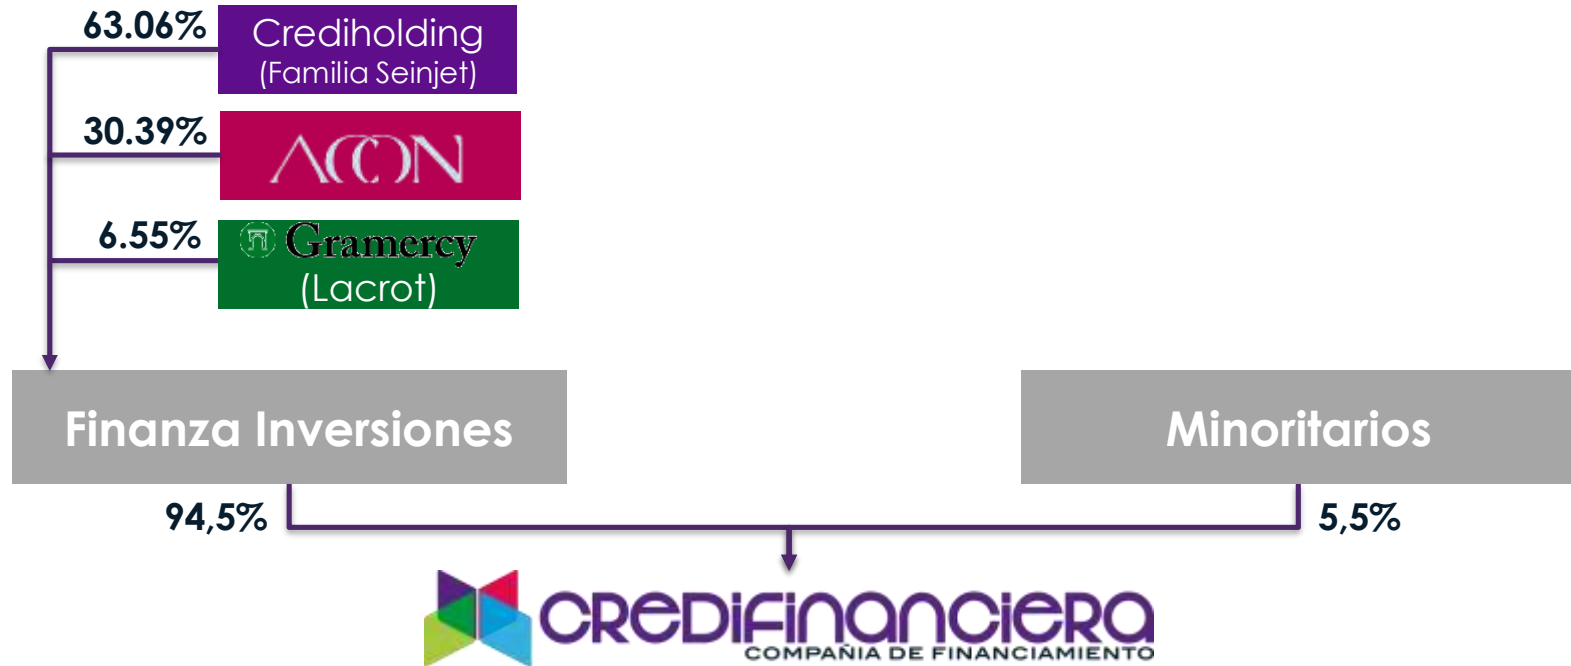 63.06%
Crediholding
(Familia Seinjet)
30.39%
ACON
6.55%
Gramercy
(Lacrot)
Finanza Inversiones
Minoritarios
94,5%
5,5%
CREDIFINANCIERA
COMPAÑIA DE FINANCIAMIENTO